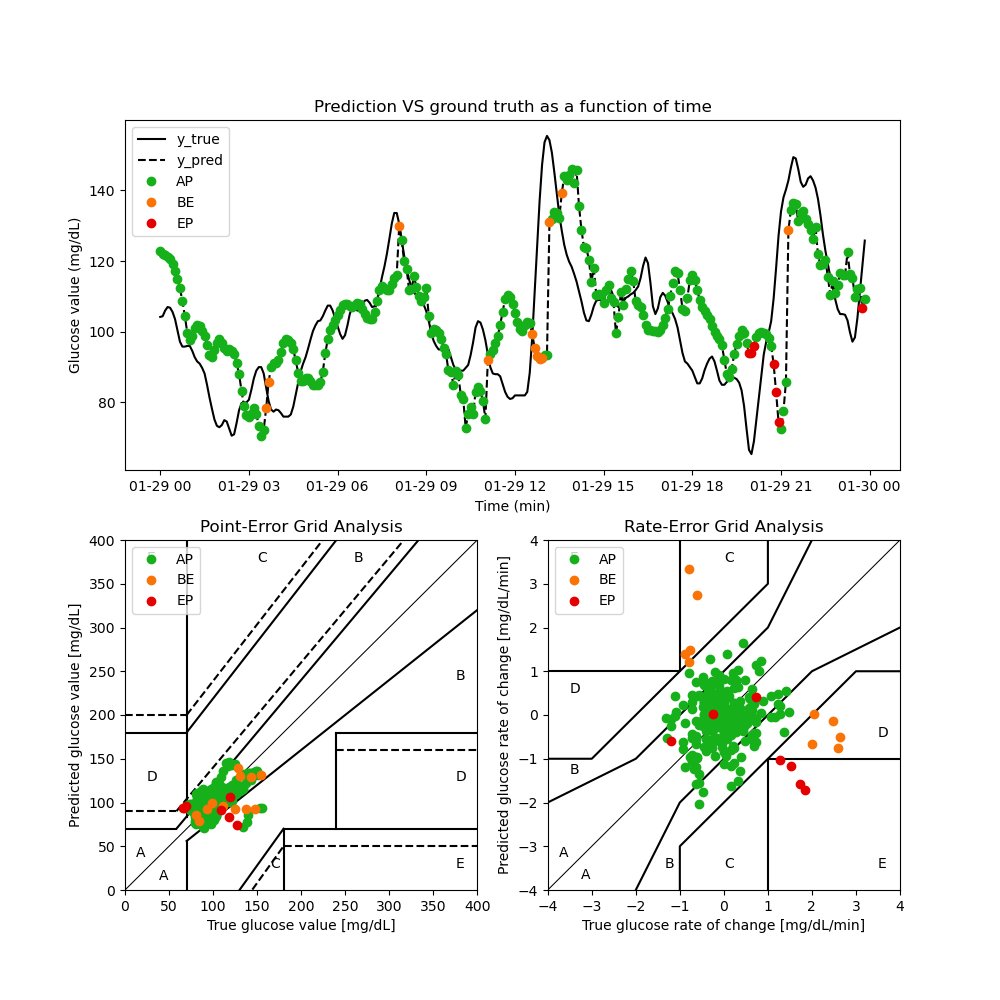 Prediction VS ground truth as a function of time
y_true
y_pred
AP
BE
EP
Glucose value (mg/dL)
140
120
100
80
01-29 00 01-29 03 01-29 06 01-29 09 01-29 12 01-29 15 01-29 18 01-29 21 01-30 00
Time (min)
Point-Error Grid Analysis
AP
BE
EP
C
B
B
D
D
A
A
C
E
Predicted glucose value [mg/dL]
400
350
300
250
200
150
100
50
0
0 50 100 150 200 250 300 350 400
True glucose value [mg/dL]
Rate-Error Grid Analysis
AP
BE
EP
C
D
D
B
A
A
B
C
E
Predicted glucose rate of change [mg/dL/min]
4
3
2
1
0
−1
−2
−3
−4
−4 −3 −2 −1 0 1 2 3 4
True glucose rate of change [mg/dL/min]